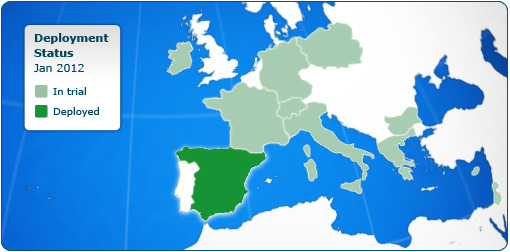 Deployment
Status
Jan 2012
In trial
Deployed